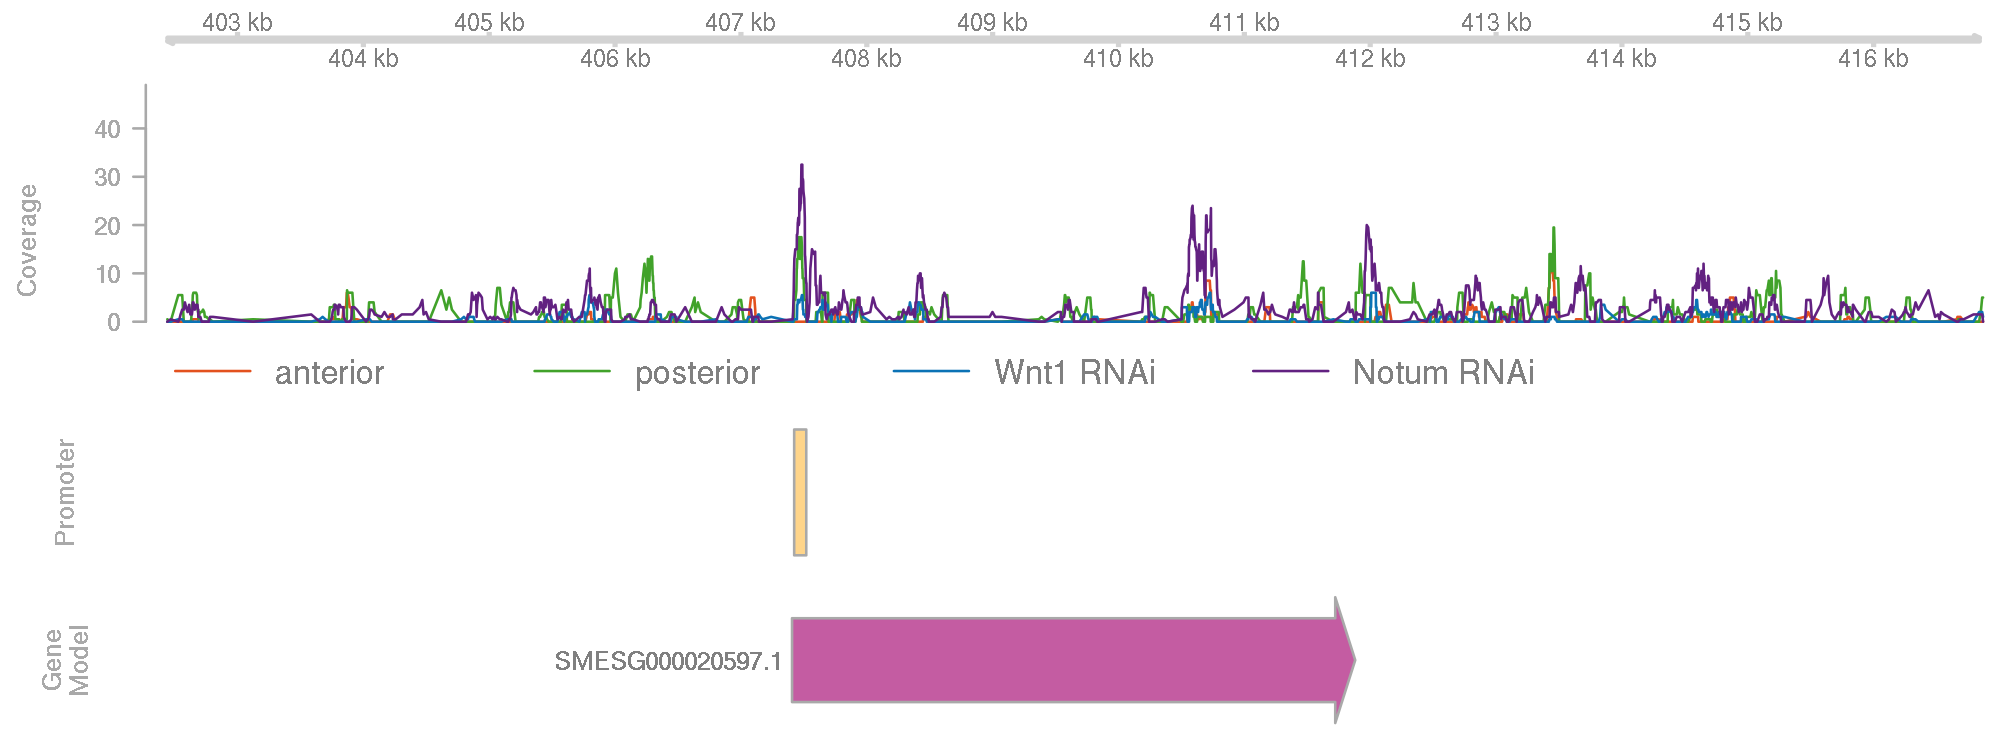 403 kb 405 kb 407 kb 409 kb 411 kb 413 kb 415 kb
404 kb 406 kb 408 kb 410 kb 412 kb 414 kb 416 kb
Coverage
40
30
20
10
0
anterior posterior Wnt1 RNAi Notum RNAi
Promoter
Gene
Model
SMESG000020597.1